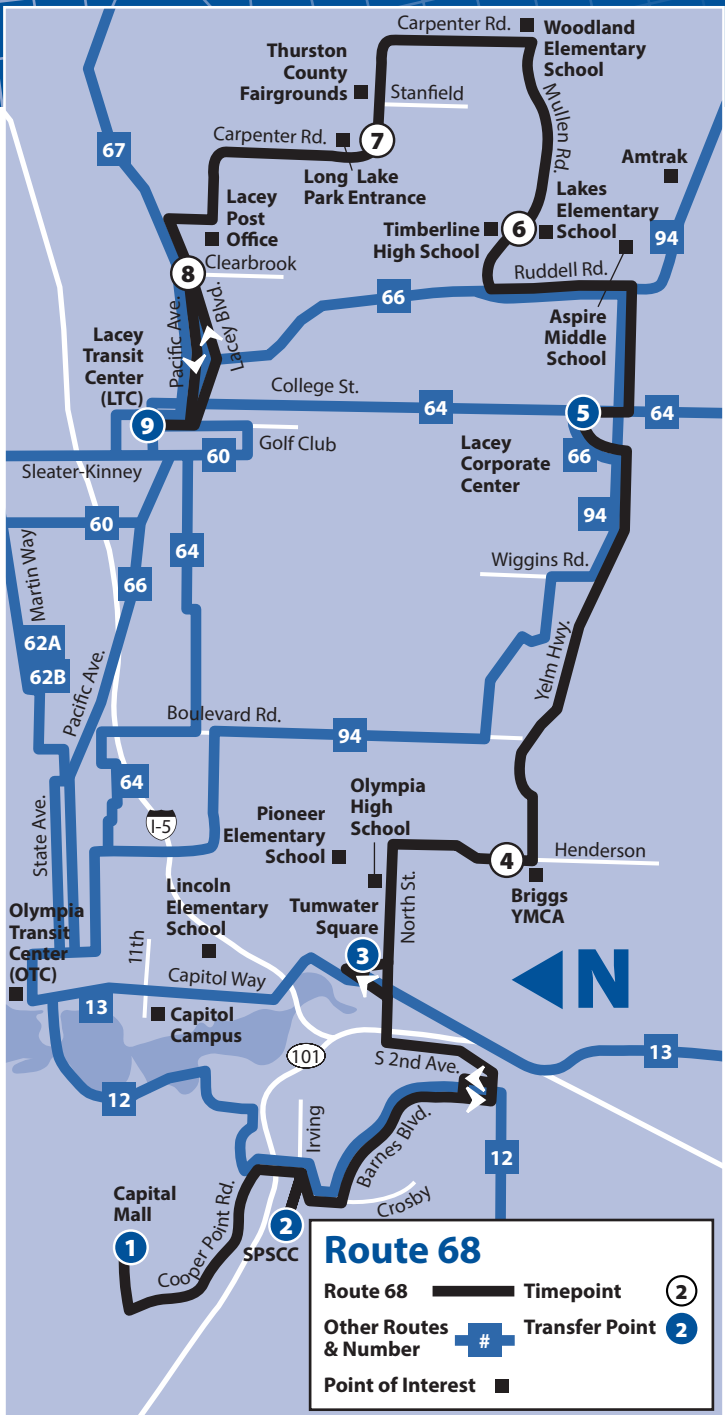 Carpenter Rd.
Woodland
Elementary
School
Thurston
County
Fairgrounds
Stanfield
Mullen Rd.
67
Carpenter Rd.
7
Long Lake
Park Entrance
Amtrak
Lacey
Post
Office
Timberline
High School
6
Lakes
Elementary
School
94
8
Clearbrook
Ruddell Rd.
66
Pacific Ave.
Lacey Blvd.
Aspire
Middle
School
Lacey
Transit
Center
(LTC)
College St.
64
5
64
9
Golf Club
60
Sleater-Kinney
Lacey
Corporate
Center
66
60
94
Martin Way
64
66
Wiggins Rd.
62A
62B
Pacific Ave.
Yelm Hwy.
Boulevard Rd.
94
64
I-5
State Ave.
Pioneer
Elementary
School
Olympia
High
School
4
Henderson
Briggs
YMCA
North St.
Lincoln
Elementary
School
Tumwater
Square
3
Olympia
Transit
Center
(OTC)
11th
Capitol Way
13
Capitol
Campus
N
101
S 2nd Ave.
13
12
Irving
Barnes Blvd.
12
Capital
Mall
1
Cooper Point Rd.
2
SPSCC
Crosby
Route 68
Route 68
Timepoint
2
Other Routes
& Number
#
Transfer Point
2
Point of Interest